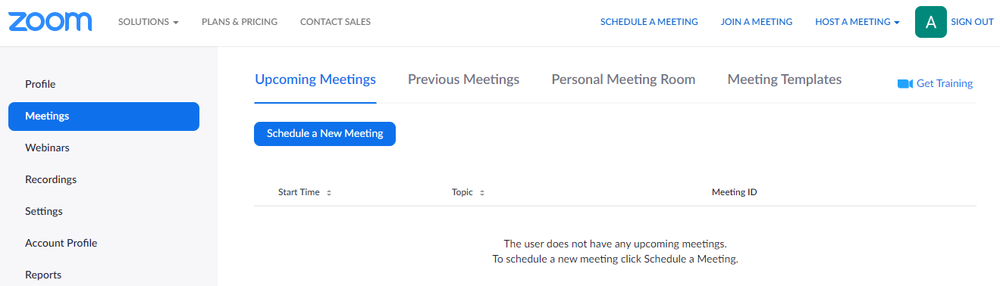 zoom SOLUTIONS PLANS & PRICING CONTACT SALES SCHEDULE A MEETING JOIN A MEETING HOST A MEETING A SIGN OUT
Profile
Meetings
Webinars
Recordings
Settings
Account Profile
Reports
Upcoming Meetings Previous Meetings Personal Meeting Room Meeting Templates Get Training
Schedule a New Meeting
Start Time Topic Meeting ID
The user does not have any upcoming meetings.
To schedule a new meeting click Schedule a Meeting.